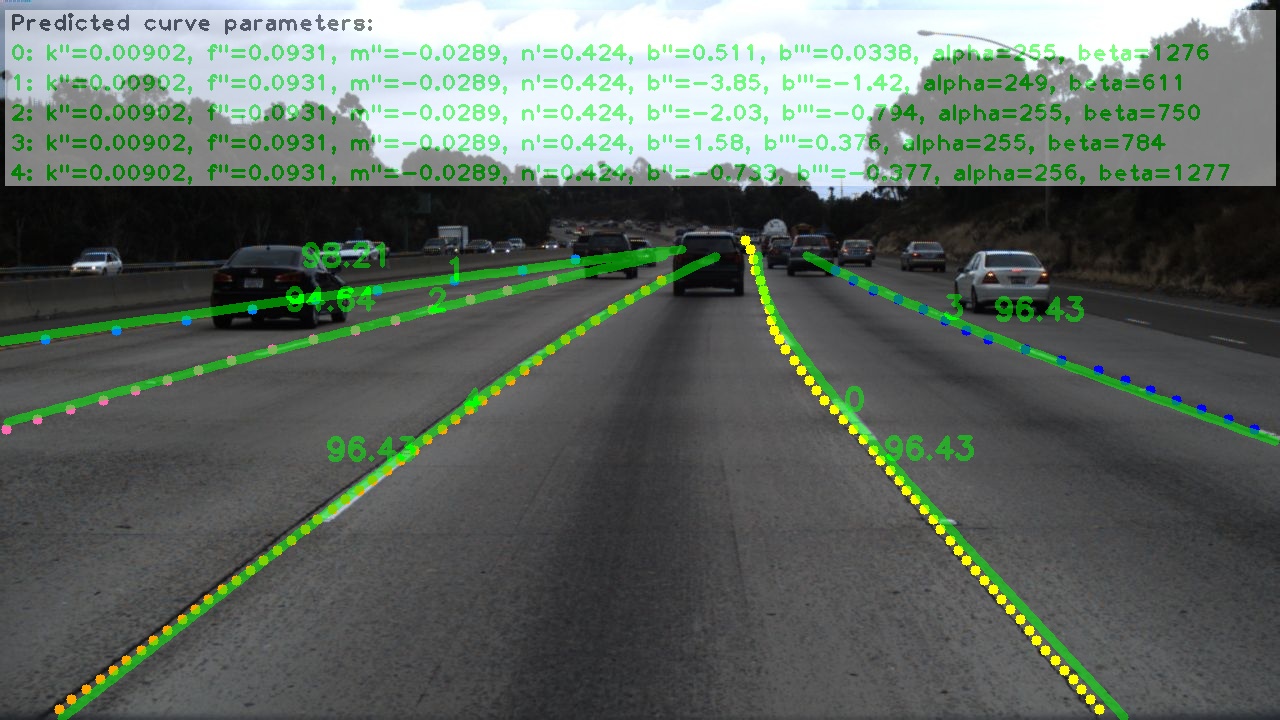 Predicted curve parameters:
0: k''=0.00902, f''=0.0931, m''=-0.0289, n'=0.424, b''=0.511, b'''=0.0338, alpha=255, beta=1276
1: k''=0.00902, f''=0.0931, m''=-0.0289, n'=0.424, b''=-3.85, b'''=-1.42, alpha=249, beta=611
2: k''=0.00902, f''=0.0931, m''=-0.0289, n'=0.424, b''=-2.03, b'''=-0.794, alpha=255, beta=750
3: k''=0.00902, f''=0.0931, m''=-0.0289, n'=0.424, b''=1.58, b'''=0.376, alpha=255, beta=784
4: k''=0.00902, f''=0.0931, m''=-0.0289, n'=0.424, b''=-0.733, b'''=-0.377, alpha=256, beta=1277
1
94.64
2
3
96.43
4
0
96.43
96.43